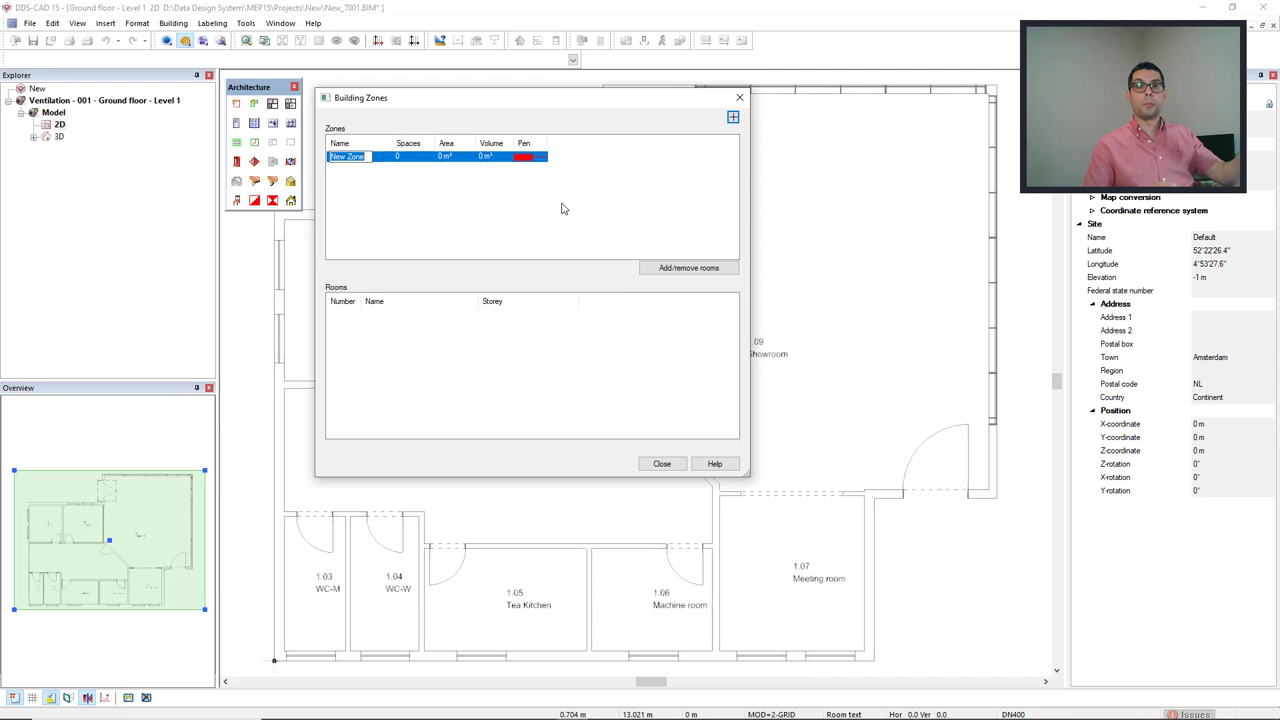 DDS-CAD 15 - [Ground floor - Level 1 2D D:\Data Design System\MEP15\Projects\New\New_7001.BIM*]
File Edit View Insert Format Building Labeling Tools Window Help
Explorer
New
Ventilation - 001 - Ground floor - Level 1
Model
2D
3D
Architecture
Building Zones
Zones
Name Spaces Area Volume Pen
New Zone 0 0 m² 0 m³
Add/remove rooms
Rooms
Number Name Storey
Close Help
Overview
.09
Showroom
1.03
WC-M
1.04
WC-W
1.05
Tea Kitchen
1.06
Machine room
1.07
Meeting room
Map conversion
Coordinate reference system
Site
Name Default
Latitude 52°22'26.4"
Longitude 4°53'27.6"
Elevation -1 m
Federal state number
Address
Address 1
Address 2
Postal box
Town Amsterdam
Region
Postal code NL
Country Continent
Position
X-coordinate 0 m
Y-coordinate 0 m
Z-coordinate 0 m
Z-rotation 0°
X-rotation 0°
Y-rotation 0°
0.704 m 13.021 m 0 m MOD=2-GRID Room text Hor 0.0 Ver 0.0 DN400 Issues